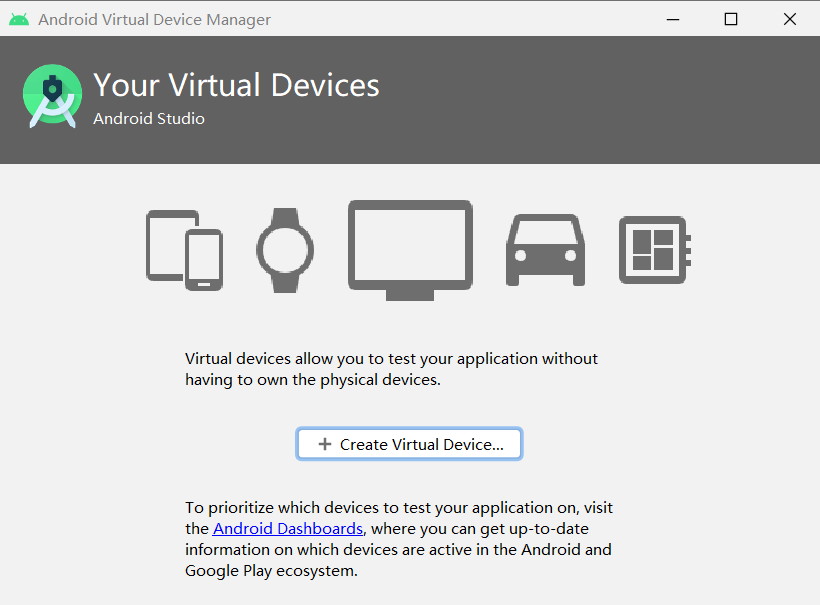 Android Virtual Device Manager
Your Virtual Devices
Android Studio
Virtual devices allow you to test your application without
having to own the physical devices.
Create Virtual Device...
To prioritize which devices to test your application on, visit
the Android Dashboards, where you can get up-to-date
information on which devices are active in the Android and
Google Play ecosystem.